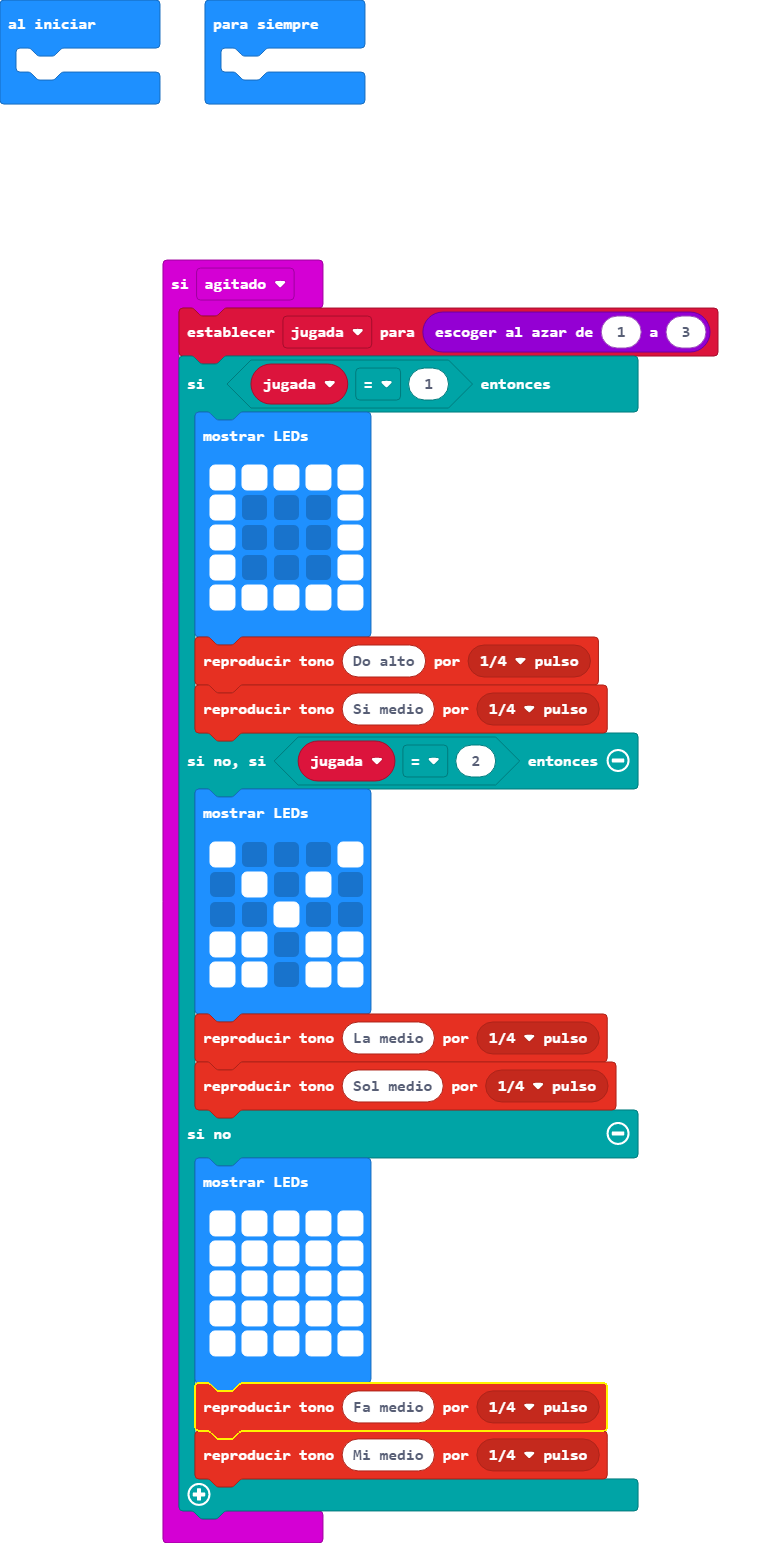 al iniciar
para siempre
si agitado
establecer jugada para escoger al azar de 1 a 3
si jugada = 1 entonces
mostrar LEDs
reproducir tono Do alto por 1/4 pulso
reproducir tono Si medio por 1/4 pulso
si no, si jugada = 2 entonces
mostrar LEDs
reproducir tono La medio por 1/4 pulso
reproducir tono Sol medio por 1/4 pulso
si no
mostrar LEDs
reproducir tono Fa medio por 1/4 pulso
reproducir tono Mi medio por 1/4 pulso